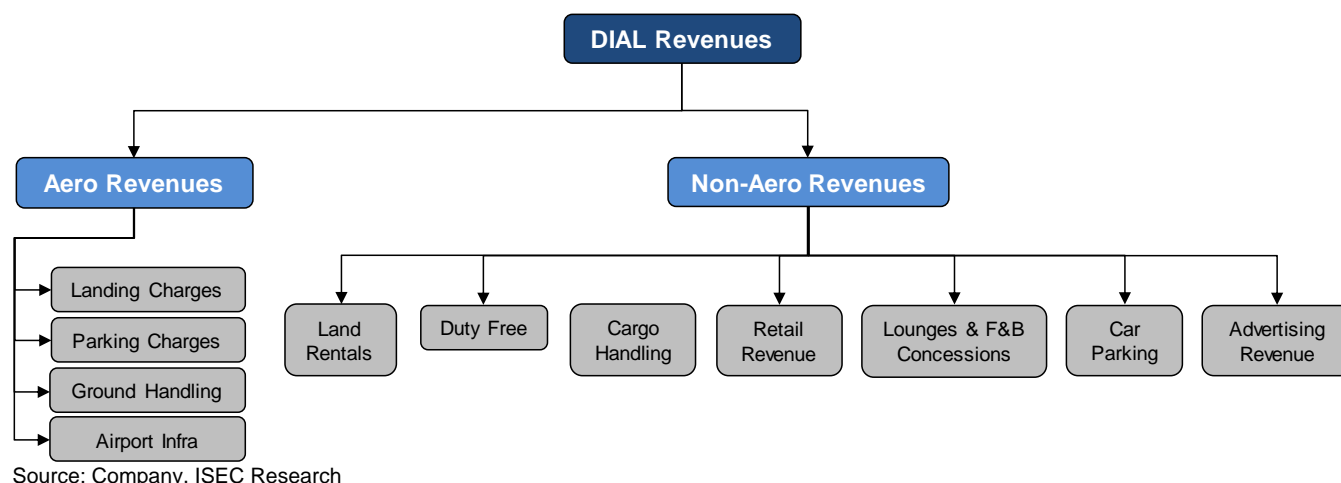 DIAL Revenues
Aero Revenues
Non-Aero Revenues
Landing Charges
Parking Charges
Ground Handling
Airport Infra
Land
Rentals
Duty Free
Cargo
Handling
Retail
Revenue
Lounges & F&B
Concessions
Car
Parking
Advertising
Revenue
Source: Company, ISEC Research